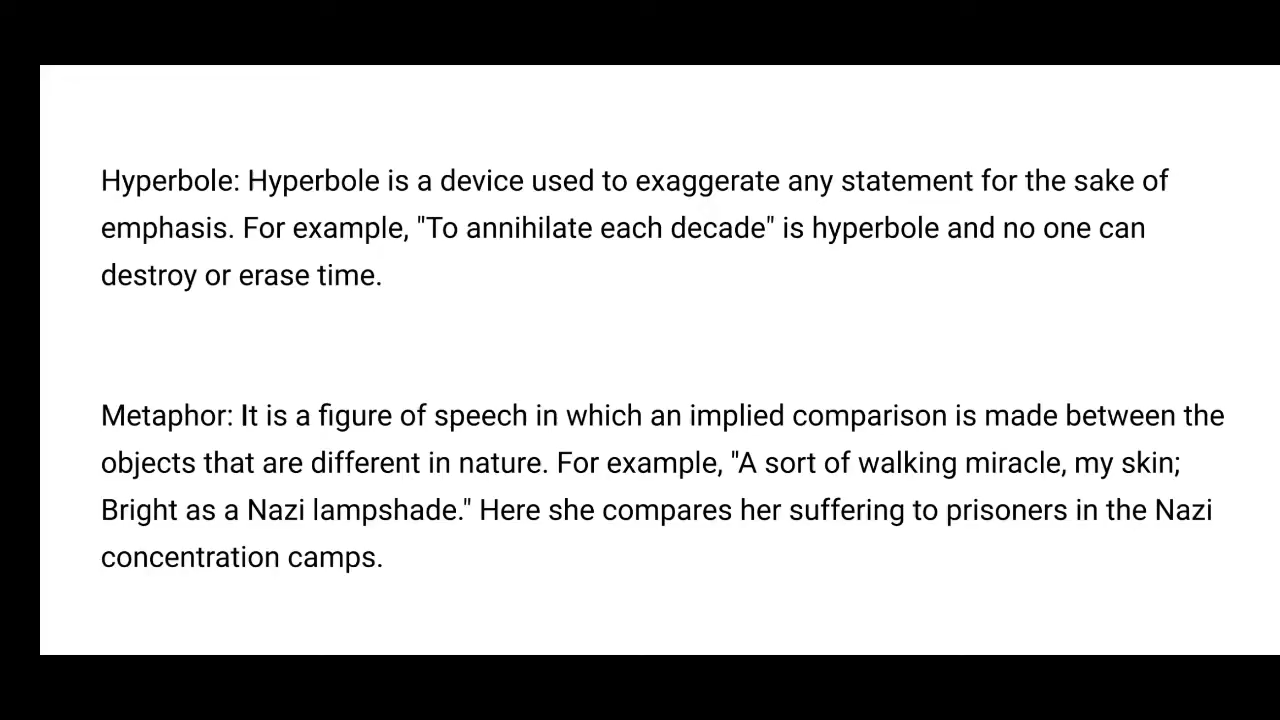 Hyperbole: Hyperbole is a device used to exaggerate any statement for the sake of
emphasis. For example, "To annihilate each decade" is hyperbole and no one can
destroy or erase time.
Metaphor: It is a figure of speech in which an implied comparison is made between the
objects that are different in nature. For example, "A sort of walking miracle, my skin;
Bright as a Nazi lampshade." Here she compares her suffering to prisoners in the Nazi
concentration camps.